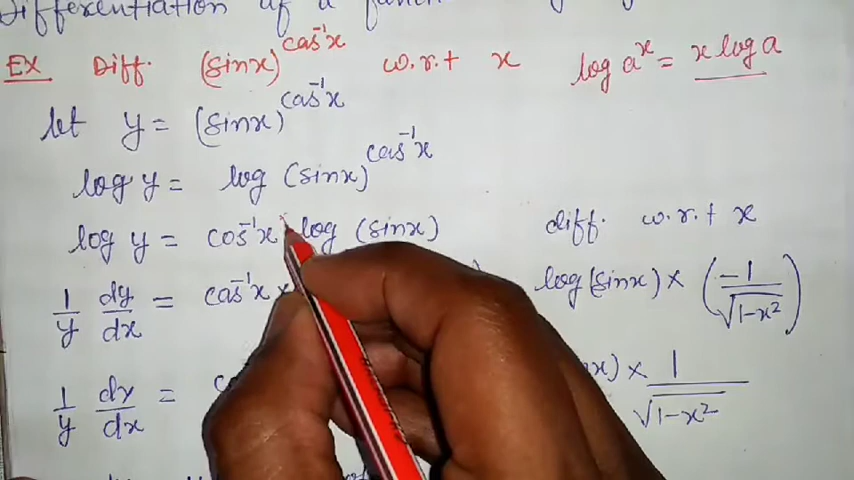 Differentiation of a func
Ex Diff. (sinx)^cos⁻¹x w.r.t x log a^x = x log a
let y = (sinx)^cos⁻¹x
log y = log (sinx)^cos⁻¹x
log y = cos⁻¹x log (sinx) diff. w.r.t x
1/y dy/dx = cos⁻¹x × log(sinx) × (-1/√1-x²)
1/y dy/dx = x) × 1/√1-x²